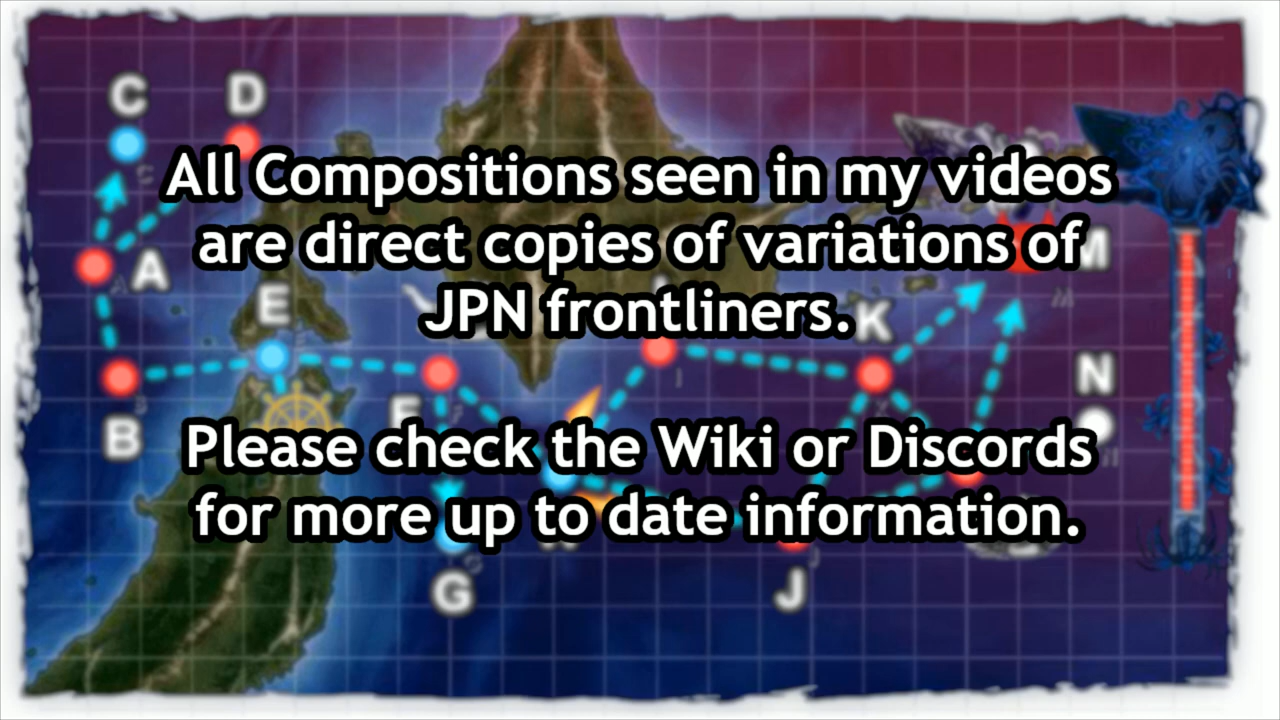 C D
All Compositions seen in my videos
are direct copies of variations of
JPN frontliners.
A
M
E
K
N
B
Please check the Wiki or Discords
for more up to date information.
G
J